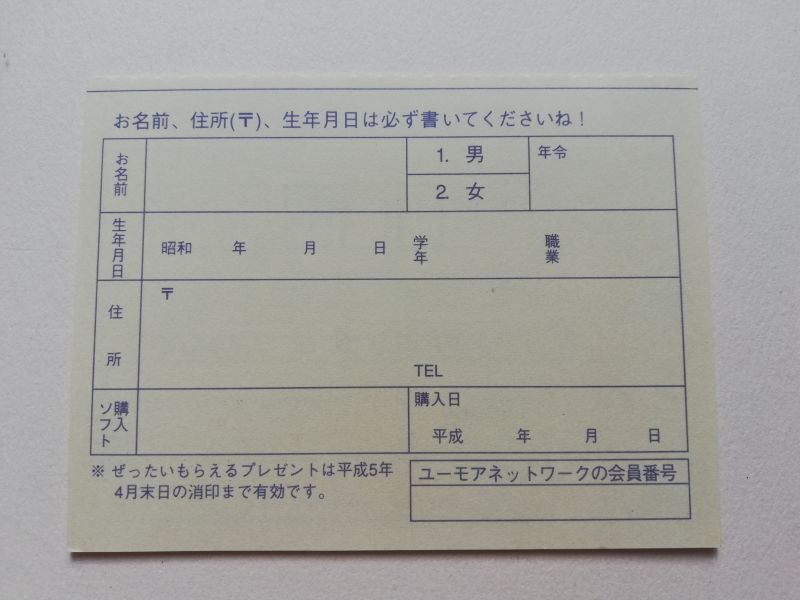 お名前、住所(〒)、生年月日は必ず書いてくださいね！
お名前
1. 男
2. 女
年令
生年月日
昭和 年 月 日 学年 職業
住所
〒
TEL
購入ソフト
購入日
平成 年 月 日
※ ぜったいもらえるプレゼントは平成5年
4月末日の消印まで有効です。
ユーモアネットワークの会員番号